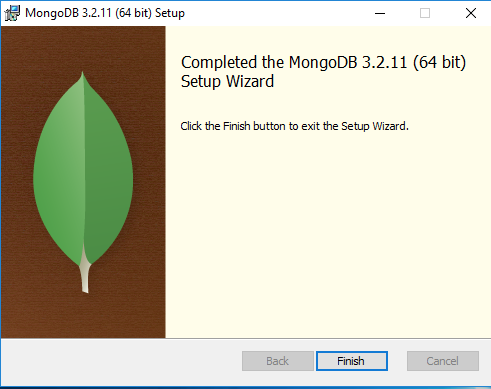 MongoDB 3.2.11 (64 bit) Setup
Completed the MongoDB 3.2.11 (64 bit)
Setup Wizard
Click the Finish button to exit the Setup Wizard.
Back
Finish
Cancel